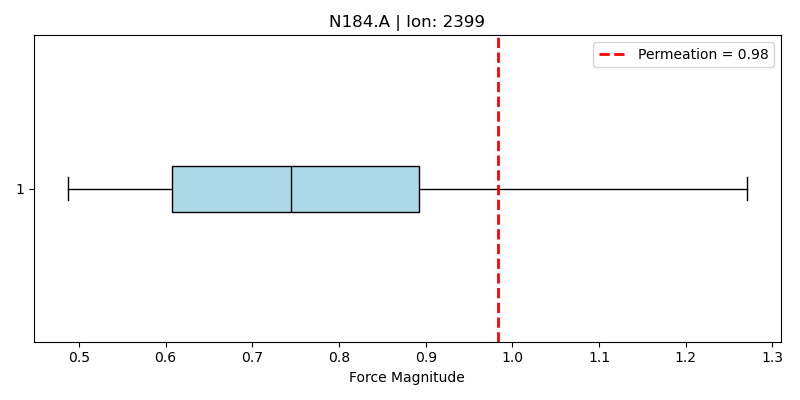 N184.A | Ion: 2399
Permeation = 0.98
1
0.5 0.6 0.7 0.8 0.9 1.0 1.1 1.2 1.3
Force Magnitude